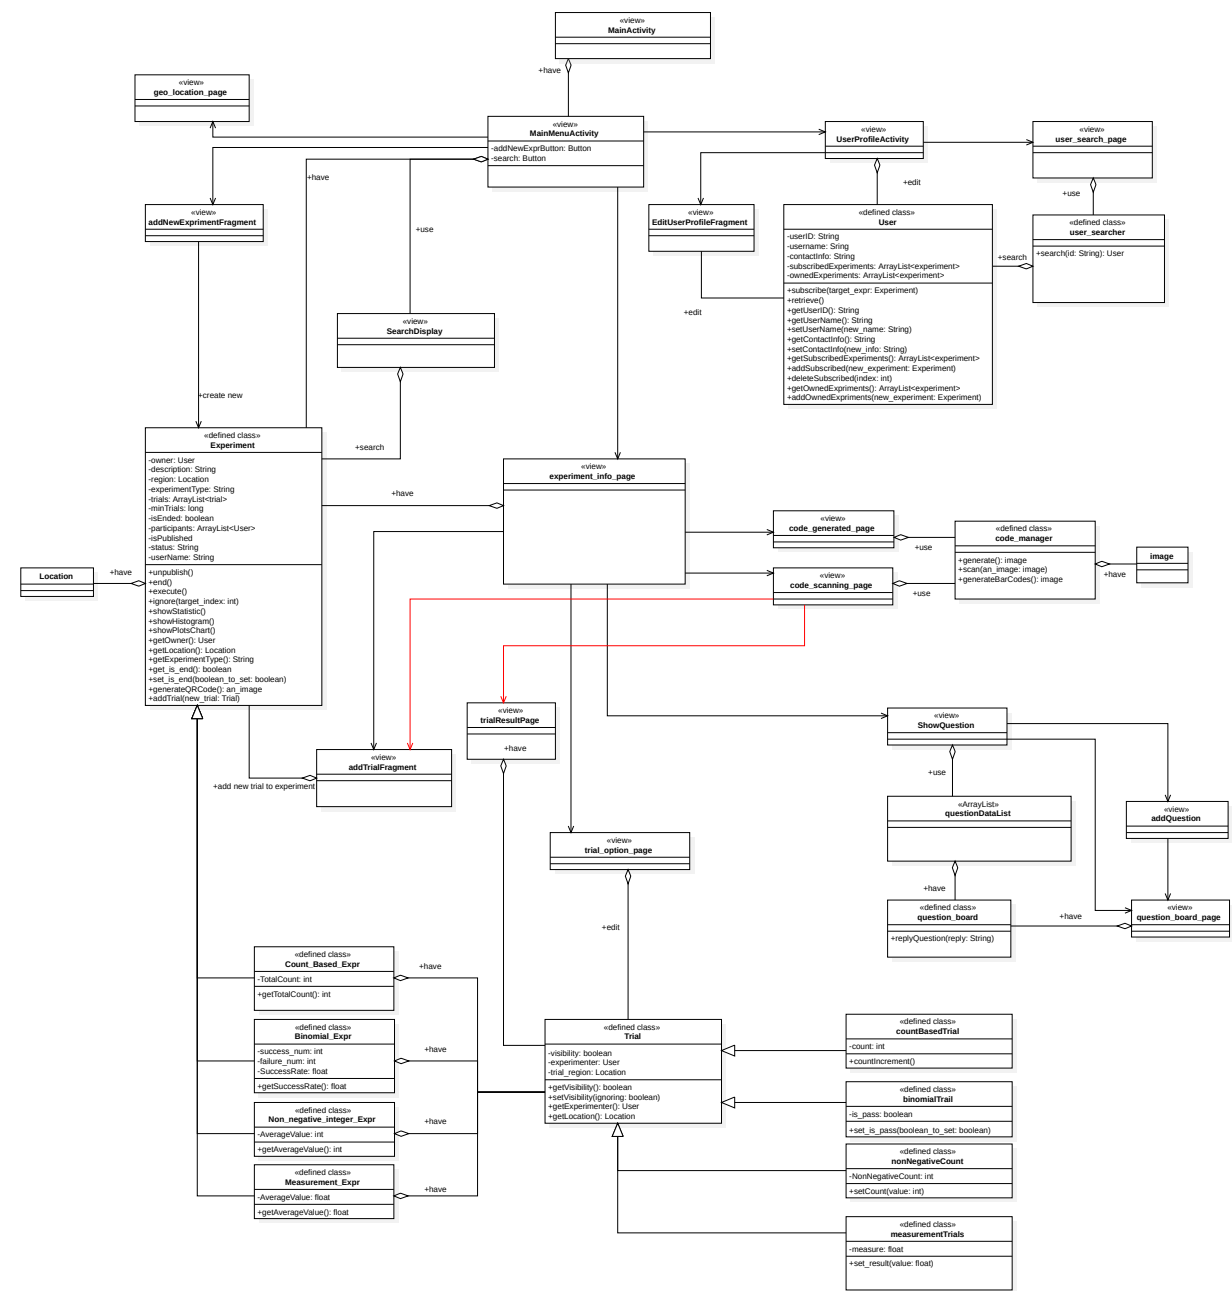 «view»
MainActivity
+have
«view»
geo_location_page
«view»
MainMenuActivity
-addNewExprButton: Button
-search: Button
«view»
UserProfileActivity
«view»
user_search_page
+have
+edit
+use
«view»
addNewExprimentFragment
+use
«view»
EditUserProfileFragment
+edit
«defined class»
User
-userID: String
-username: Sring
-contactInfo: String
-subscribedExperiments: ArrayList<experiment>
-ownedExperiments: ArrayList<experiment>
+subscribe(target_expr: Experiment)
+retrieve()
+getUserID(): String
+getUserName(): String
+setUserName(new_name: String)
+getContactInfo(): String
+setContactInfo(new_info: String)
+getSubscribedExperiments(): ArrayList<experiment>
+addSubscribed(new_experiment: Experiment)
+deleteSubscribed(index: int)
+getOwnedExpriments(): ArrayList<experiment>
+addOwnedExpriments(new_experiment: Experiment)
+search
«defined class»
user_searcher
+search(id: String): User
«view»
SearchDisplay
+create new
+search
«defined class»
Experiment
-owner: User
-description: String
-region: Location
-experimentType: String
-trials: ArrayList<trial>
-minTrials: long
-isEnded: boolean
-participants: ArrayList<User>
-isPublished
-status: String
-userName: String
+unpublish()
+end()
+execute()
+ignore(target_index: int)
+showStatistic()
+showHistogram()
+showPlotsChart()
+getOwner(): User
+getLocation(): Location
+getExperimentType(): String
+get_is_end(): boolean
+set_is_end(boolean_to_set: boolean)
+generateQRCode(): an_image
+addTrial(new_trial: Trial)
Location
+have
+have
«view»
experiment_info_page
«view»
code_generated_page
+use
«view»
code_scanning_page
+use
«defined class»
code_manager
+generate(): image
+scan(an_image: image)
+generateBarCodes(): image
+have
image
«view»
trialResultPage
+have
«view»
addTrialFragment
+add new trial to experiment
«view»
ShowQuestion
+use
«ArrayList»
questionDataList
«view»
addQuestion
+have
«defined class»
question_board
+replyQuestion(reply: String)
+have
«view»
question_board_page
«view»
trial_option_page
+edit
«defined class»
Count_Based_Expr
-TotalCount: int
+getTotalCount(): int
+have
«defined class»
Binomial_Expr
-success_num: int
-failure_num: int
-SuccessRate: float
+getSuccessRate(): float
+have
«defined class»
Non_negative_integer_Expr
-AverageValue: int
+getAverageValue(): int
+have
«defined class»
Measurement_Expr
-AverageValue: float
+getAverageValue(): float
+have
«defined class»
Trial
-visibility: boolean
-experimenter: User
-trial_region: Location
+getVisibility(): boolean
+setVisibility(ignoring: boolean)
+getExperimenter(): User
+getLocation(): Location
«defined class»
countBasedTrial
-count: int
+countIncrement()
«defined class»
binomialTrail
-is_pass: boolean
+set_is_pass(boolean_to_set: boolean)
«defined class»
nonNegativeCount
-NonNegativeCount: int
+setCount(value: int)
«defined class»
measurementTrials
-measure: float
+set_result(value: float)